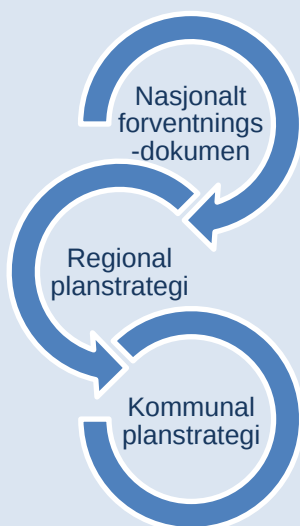 Nasjonalt
forventnings
-dokumen
Regional
planstrategi
Kommunal
planstrategi